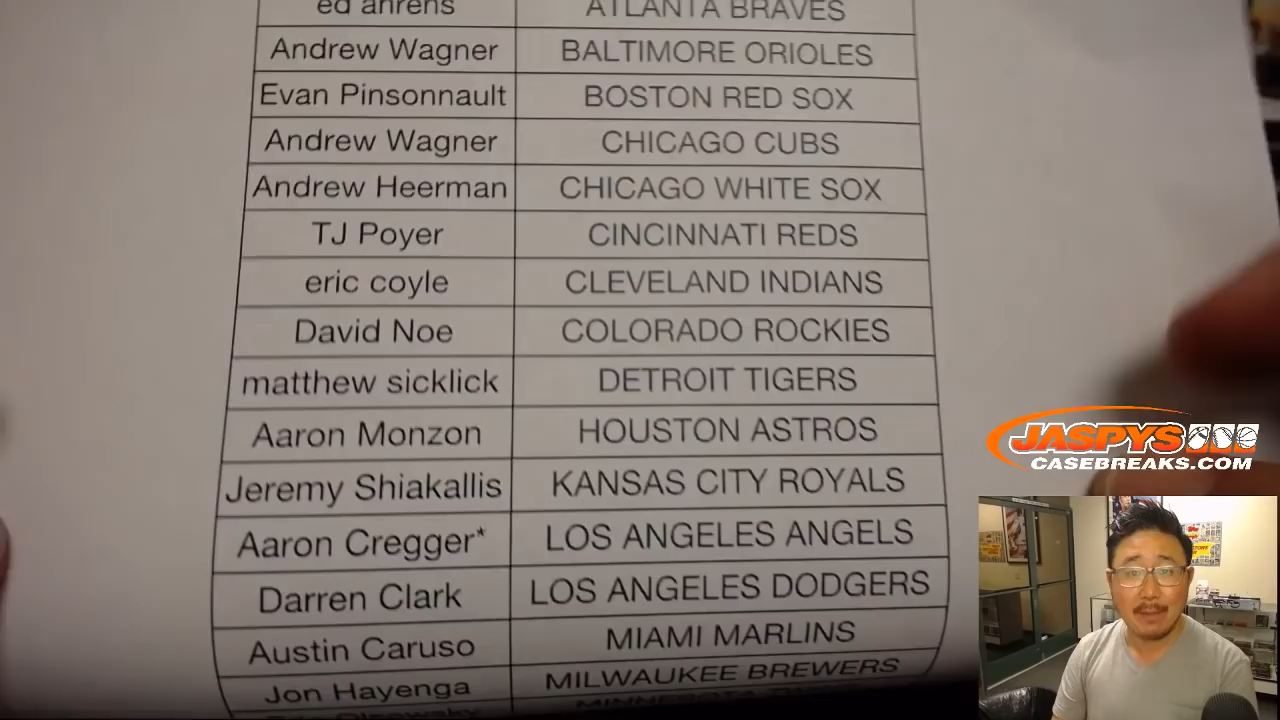 ed ahrens ATLANTA BRAVES
Andrew Wagner BALTIMORE ORIOLES
Evan Pinsonnault BOSTON RED SOX
Andrew Wagner CHICAGO CUBS
Andrew Heerman CHICAGO WHITE SOX
TJ Poyer CINCINNATI REDS
eric coyle CLEVELAND INDIANS
David Noe COLORADO ROCKIES
matthew sicklick DETROIT TIGERS
Aaron Monzon HOUSTON ASTROS
Jeremy Shiakallis KANSAS CITY ROYALS
Aaron Cregger* LOS ANGELES ANGELS
Darren Clark LOS ANGELES DODGERS
Austin Caruso MIAMI MARLINS
Jon Hayenga MILWAUKEE BREWERS
MINNESOTA
JASPYS
CASEBREAKS.COM